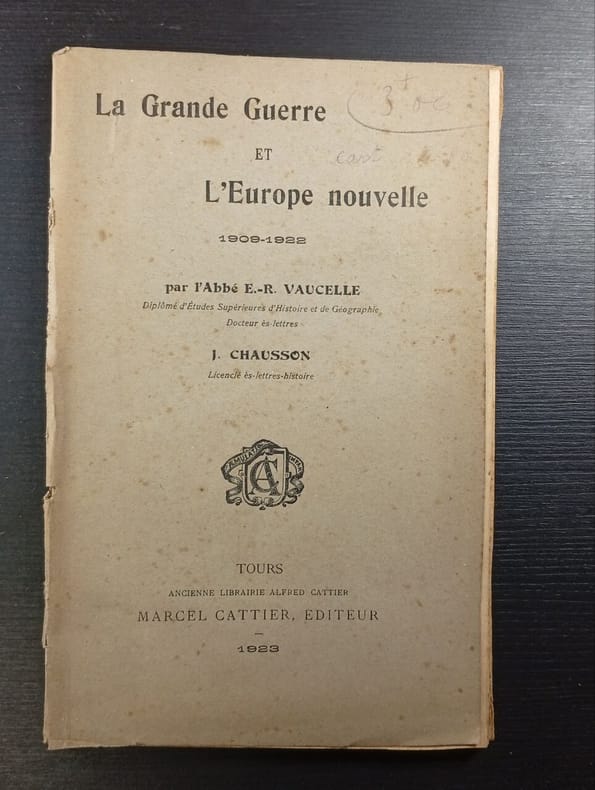 La Grande Guerre
ET
L'Europe nouvelle
1909-1922
par l'Abbé E.-R. VAUCELLE
Diplômé d'Études Supérieures d'Histoire et de Géographie
Docteur ès-lettres
J. CHAUSSON
Licencié ès-lettres-histoire
TOURS
ANCIENNE LIBRAIRIE ALFRED CATTIER
MARCEL CATTIER, EDITEUR
1923